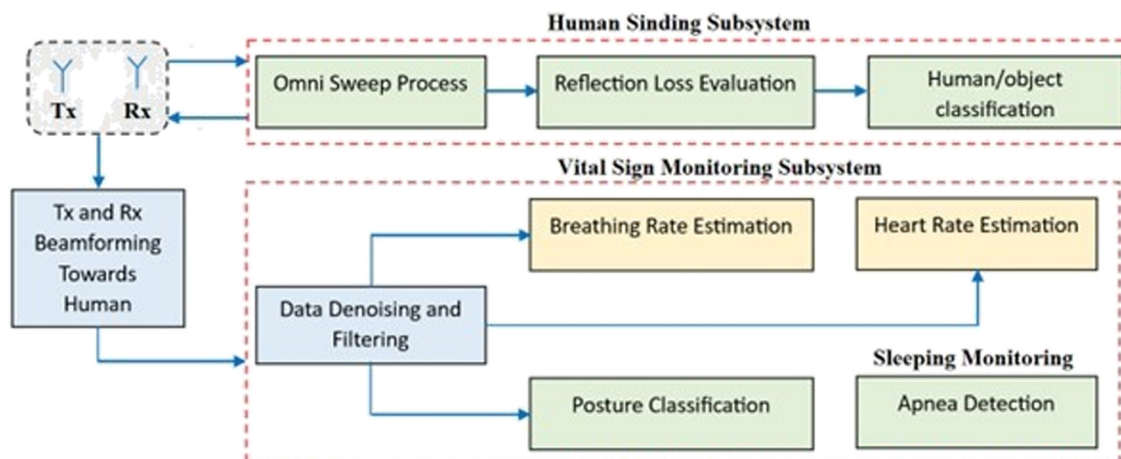 Human Sinding Subsystem
Tx Rx
Omni Sweep Process
Reflection Loss Evaluation
Human/object
classification
Vital Sign Monitoring Subsystem
Tx and Rx
Beamforming
Towards
Human
Breathing Rate Estimation
Heart Rate Estimation
Data Denoising and
Filtering
Sleeping Monitoring
Posture Classification
Apnea Detection